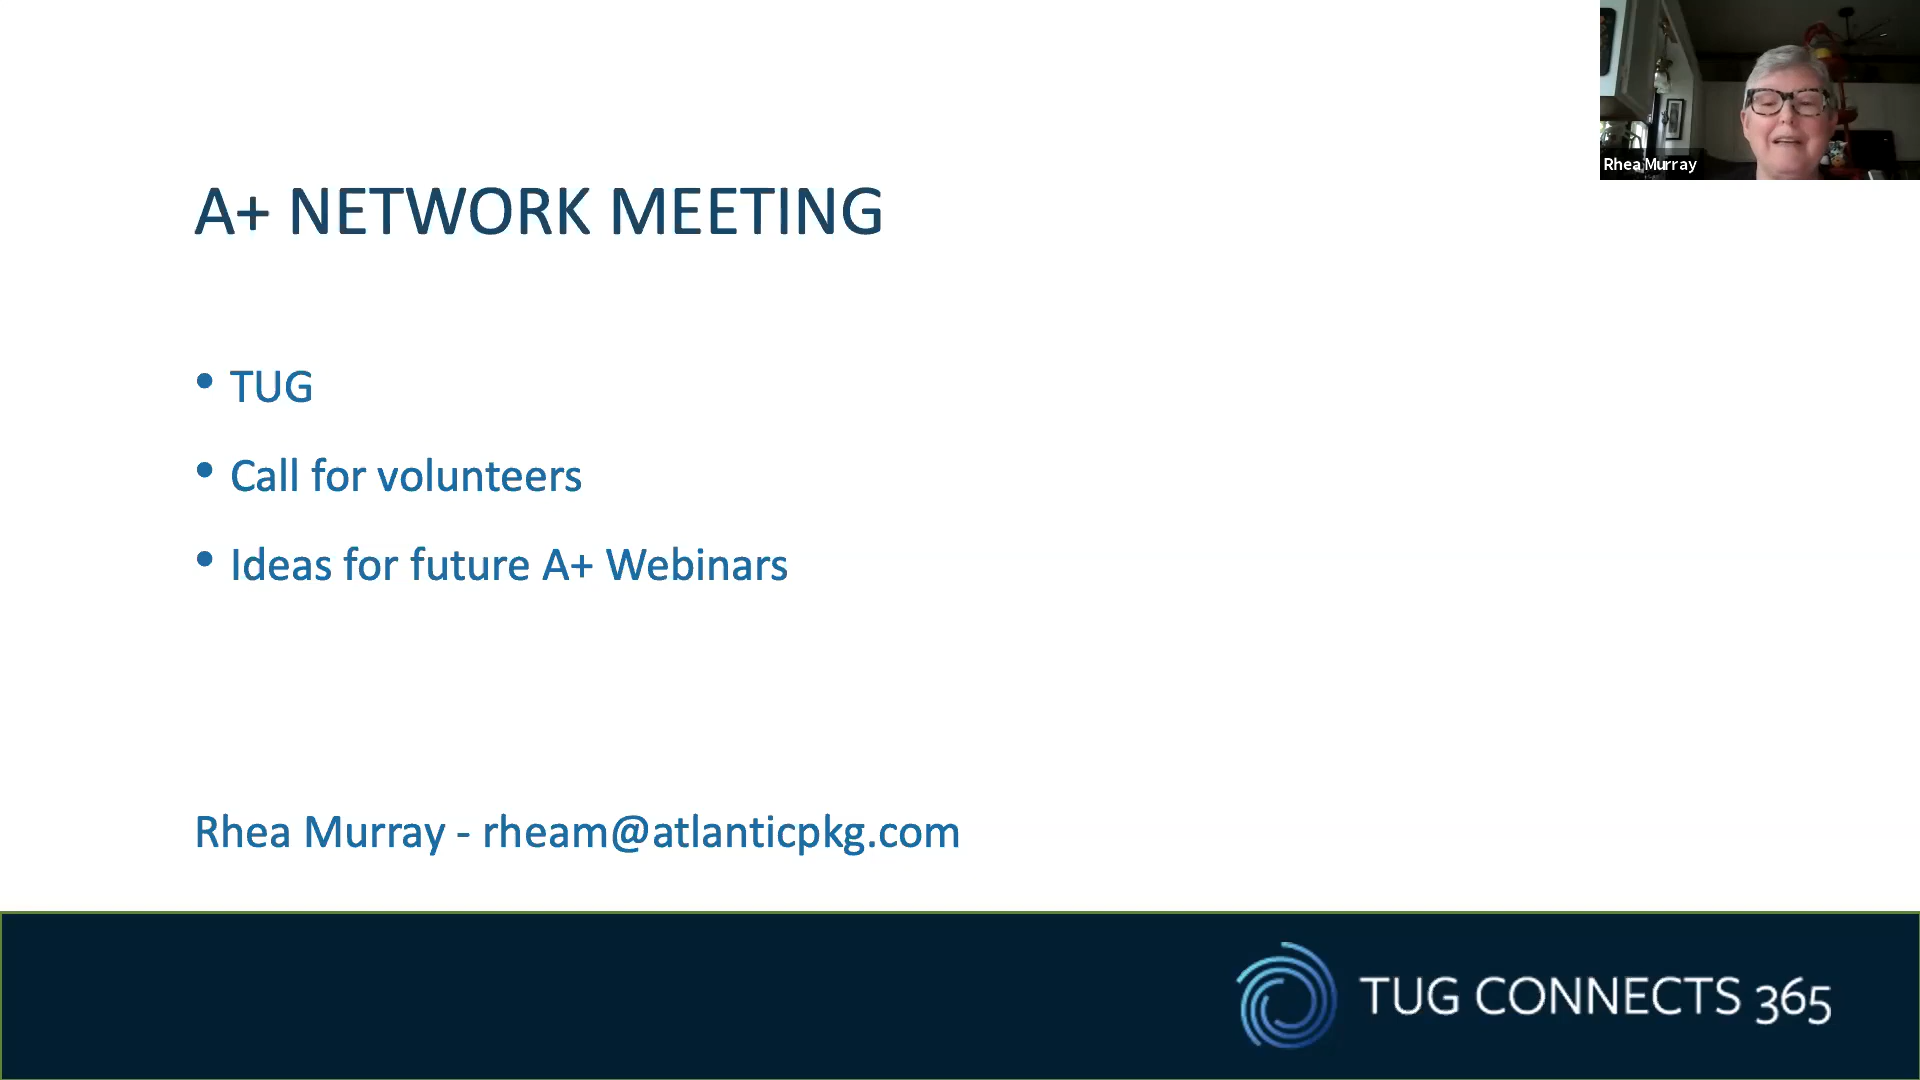 Rhea Murray
A+ NETWORK MEETING
• TUG
• Call for volunteers
• Ideas for future A+ Webinars
Rhea Murray - rheam@atlanticpkg.com
TUG CONNECTS 365